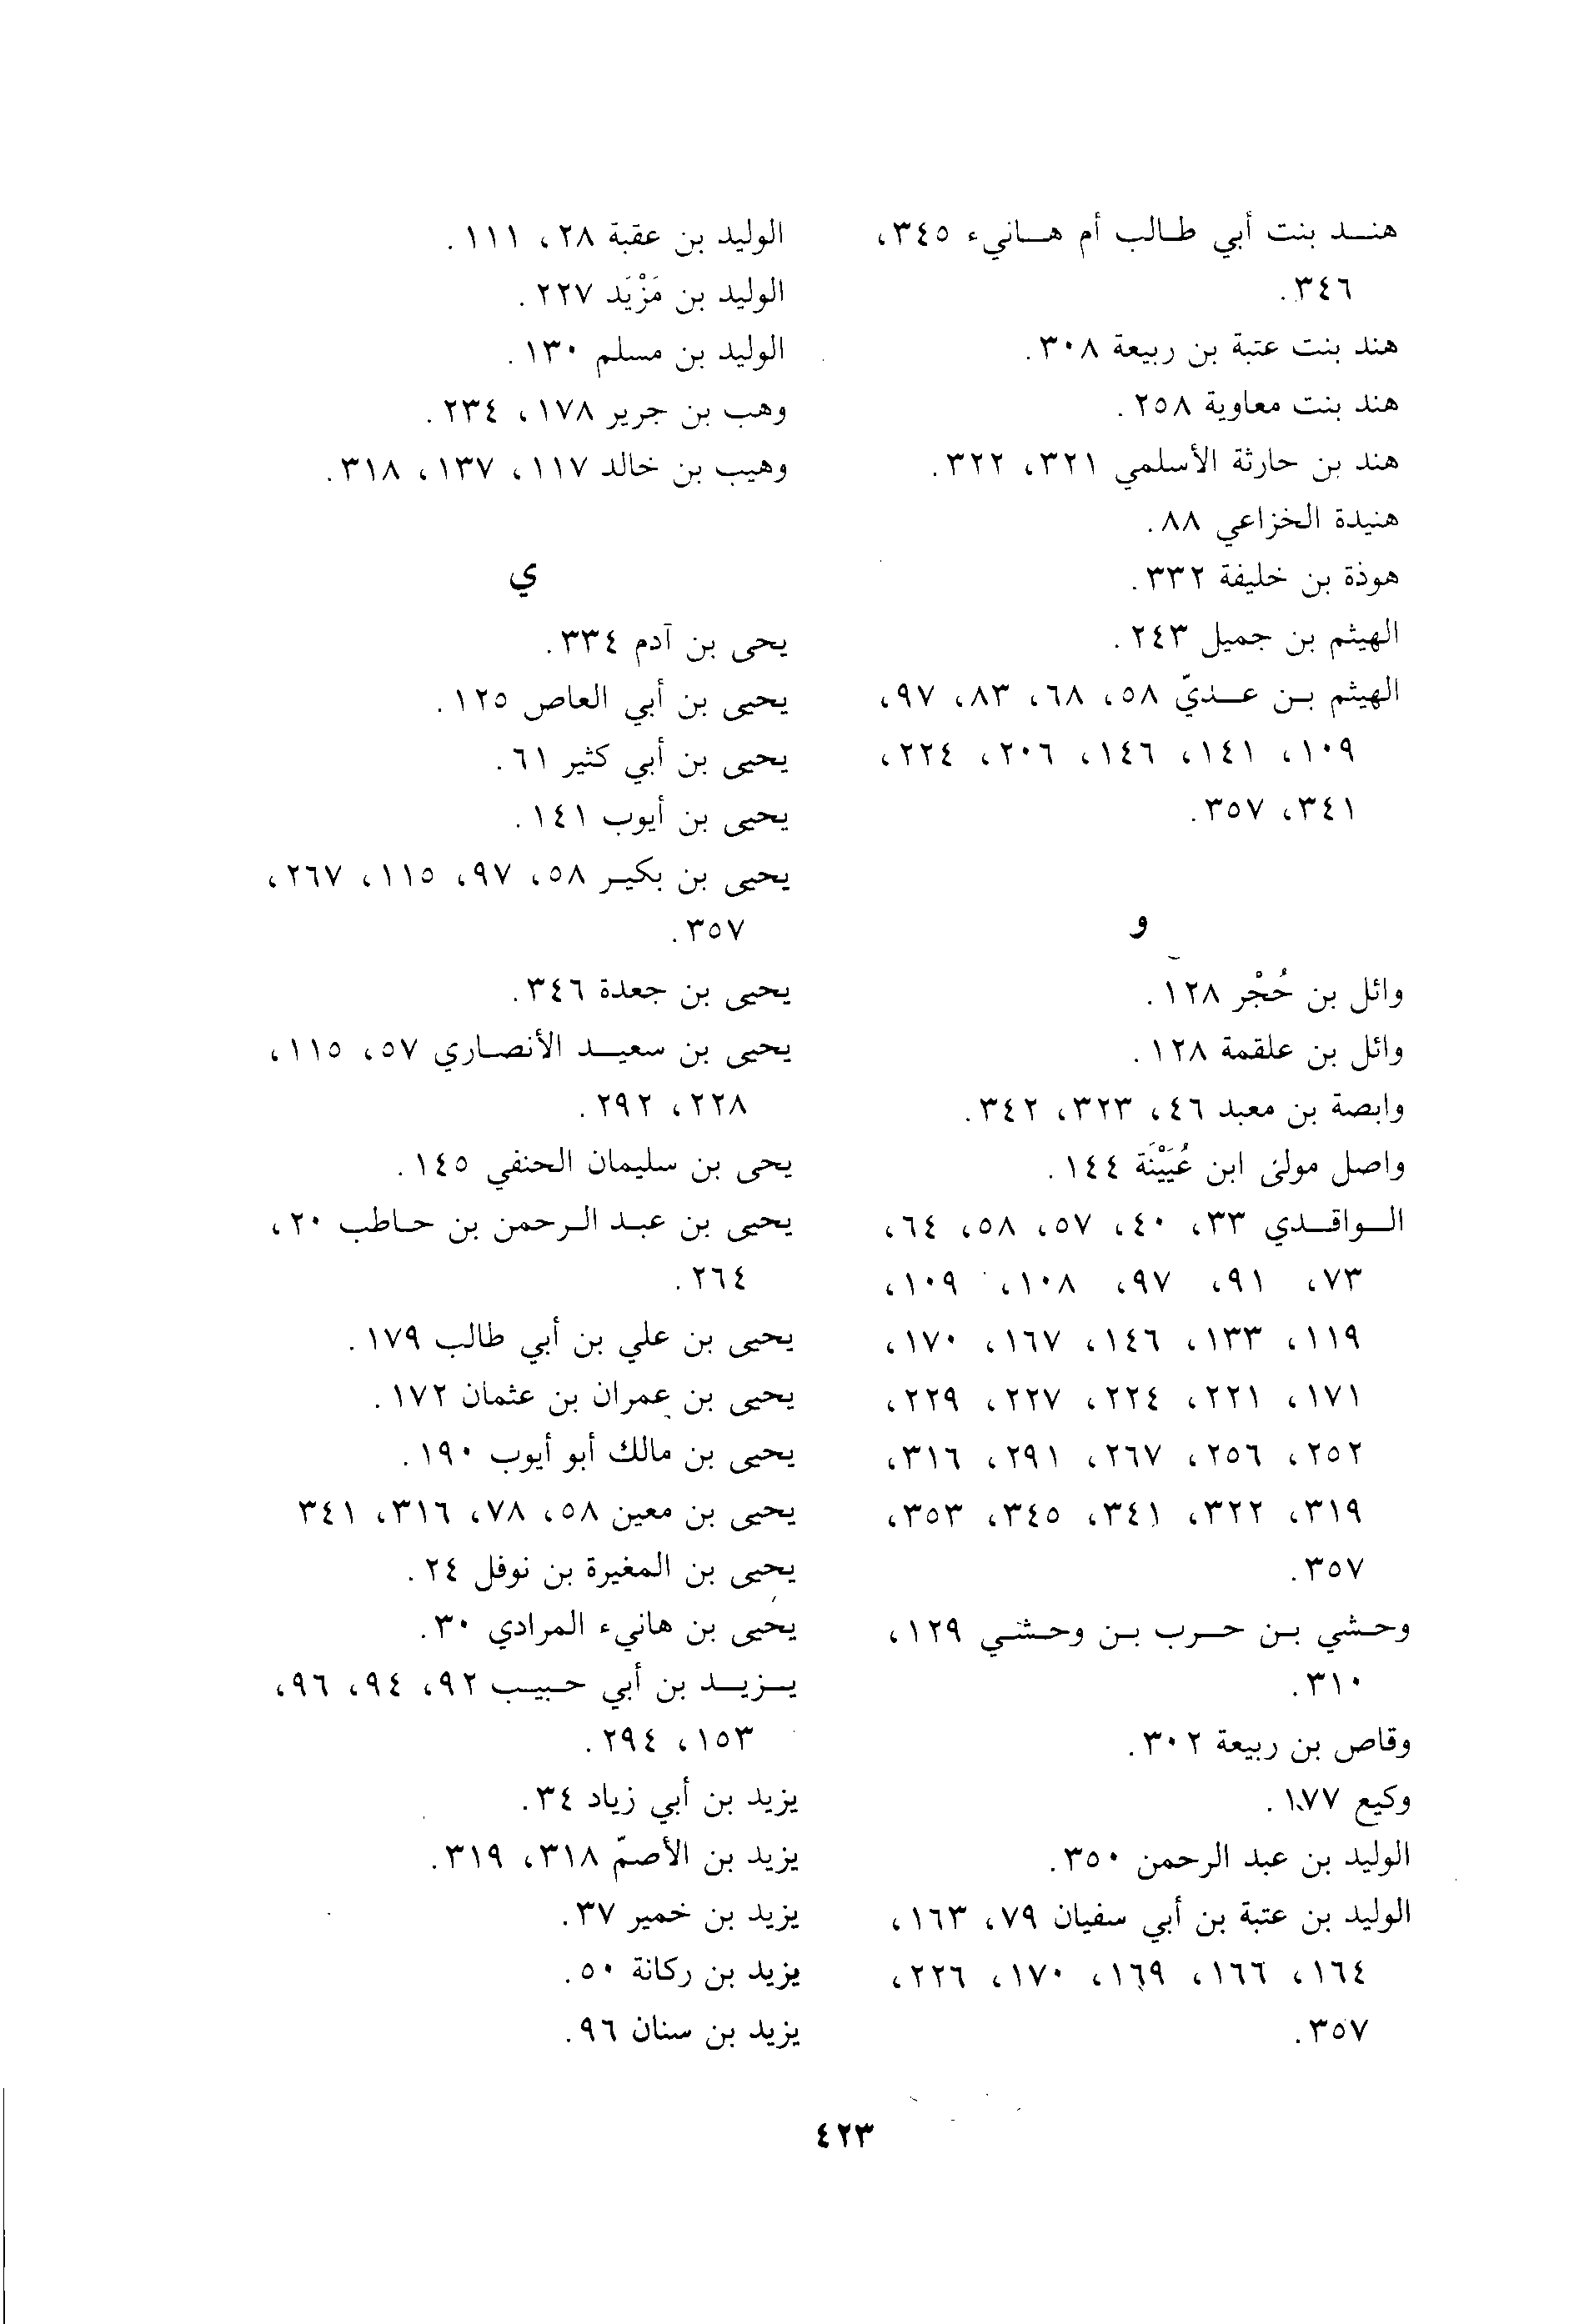 هنـد بنت أبي طالب أم هانيء ٣٤٥،
٣٤٦.
هند بنت عتبة بن ربيعة ٣٠٨.
هند بنت معاوية ٢٥٨.
هند بن حارثة الأسلمي ٣٢١، ٣٢٢.
هنيدة الخزاعي ٨٨.
هوذة بن خليفة ٣٣٢.
الهيثم بن جميل ٢٤٣.
الهيثم بن عديّ ٥٨، ٦٨، ٨٣، ٩٧،
١٠٩، ١٤١، ١٤٦، ٢٠٦، ٢٢٤،
٣٤١، ٣٥٧.
و
وائل بن حُجْر ١٢٨.
وائل بن علقمة ١٢٨.
وابصة بن معبد ٤٦، ٣٢٣، ٣٤٢.
واصل مولى ابن عُيَيْنَة ١٤٤.
الواقدي ٣٣، ٤٠، ٥٧، ٥٨، ٦٤،
٧٣، ٩١، ٩٧، ١٠٨، ١٠٩،
١١٩، ١٣٣، ١٤٦، ١٦٧، ١٧٠،
١٧١، ٢٢١، ٢٢٤، ٢٢٧، ٢٢٩،
٢٥٢، ٢٥٦، ٢٦٧، ٢٩١، ٣١٦،
٣١٩، ٣٢٢، ٣٤١، ٣٤٥، ٣٥٣،
٣٥٧.
وحشي بن حرب بن وحشي ١٢٩،
٣١٠.
وقاص بن ربيعة ٣٠٢.
وكيع ١٧٧.
الوليد بن عبد الرحمن ٣٥٠.
الوليد بن عتبة بن أبي سفيان ٧٩، ١٦٣،
١٦٤، ١٦٦، ١٦٩، ١٧٠، ٢٢٦،
٣٥٧.
الوليد بن عقبة ٢٨، ١١١.
الوليد بن مَزْيَد ٢٢٧.
الوليد بن مسلم ١٣٠.
وهب بن جرير ١٧٨، ٢٣٤.
وهيب بن خالد ١١٧، ١٣٧، ٣١٨.
ي
يحى بن آدم ٣٣٤.
يحيى بن أبي العاص ١٢٥.
يحيى بن أبي كثير ٦١.
يحيى بن أيوب ١٤١.
يحيى بن بكير ٥٨، ٩٧، ١١٥، ٢٦٧،
٣٥٧.
يحيى بن جعدة ٣٤٦.
يحيى بن سعيد الأنصاري ٥٧، ١١٥،
٢٢٨، ٢٩٢.
يحى بن سليمان الحنفي ١٤٥.
يحيى بن عبد الرحمن بن حاطب ٢٠،
٢٦٤.
يحيى بن علي بن أبي طالب ١٧٩.
يحيى بن عمران بن عثمان ١٧٢.
يحيى بن مالك أبو أيوب ١٩٠.
يحيى بن معين ٥٨، ٧٨، ٣١٦، ٣٤١
يحيى بن المغيرة بن نوفل ٢٤.
يحيى بن هانيء المرادي ٣٠.
يزيد بن أبي حبيب ٩٢، ٩٤، ٩٦،
١٥٣، ٢٩٤.
يزيد بن أبي زياد ٣٤.
يزيد بن الأصمّ ٣١٨، ٣١٩.
يزيد بن خمير ٣٧.
يزيد بن ركانة ٥٠.
يزيد بن سنان ٩٦.
٤٢٣